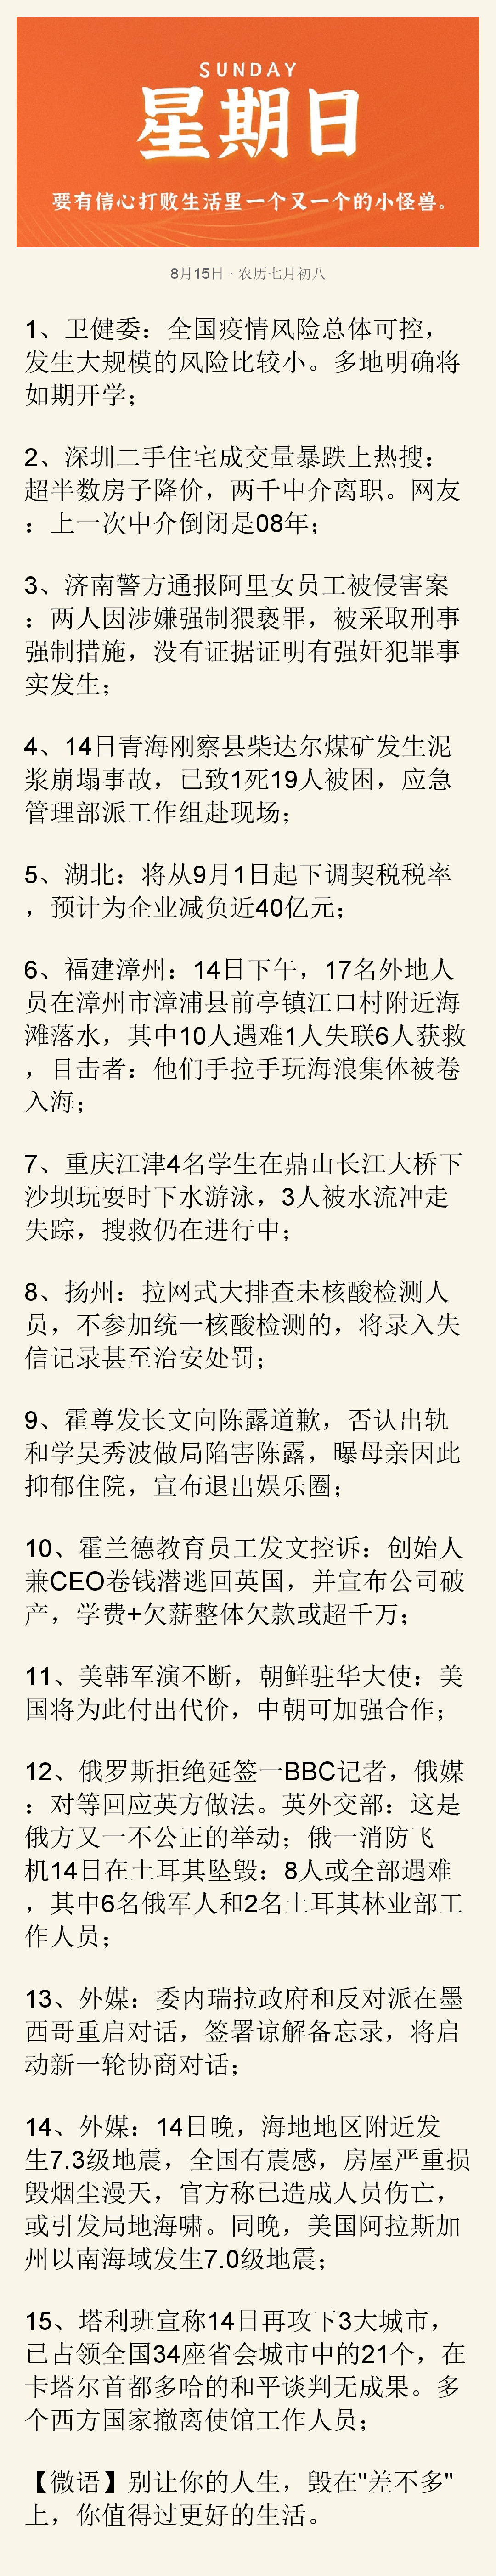 SUNDAY
星期日
要有信心打败生活里一个又一个的小怪兽。
8月15日 · 农历七月初八
1、卫健委：全国疫情风险总体可控，
发生大规模的风险比较小。多地明确将
如期开学；
2、深圳二手住宅成交量暴跌上热搜：
超半数房子降价，两千中介离职。网友
：上一次中介倒闭是08年；
3、济南警方通报阿里女员工被侵害案
：两人因涉嫌强制猥亵罪，被采取刑事
强制措施，没有证据证明有强奸犯罪事
实发生；
4、14日青海刚察县柴达尔煤矿发生泥
浆崩塌事故，已致1死19人被困，应急
管理部派工作组赴现场；
5、湖北：将从9月1日起下调契税税率
，预计为企业减负近40亿元；
6、福建漳州：14日下午，17名外地人
员在漳州市漳浦县前亭镇江口村附近海
滩落水，其中10人遇难1人失联6人获救
，目击者：他们手拉手玩海浪集体被卷
入海；
7、重庆江津4名学生在鼎山长江大桥下
沙坝玩耍时下水游泳，3人被水流冲走
失踪，搜救仍在进行中；
8、扬州：拉网式大排查未核酸检测人
员，不参加统一核酸检测的，将录入失
信记录甚至治安处罚；
9、霍尊发长文向陈露道歉，否认出轨
和学吴秀波做局陷害陈露，曝母亲因此
抑郁住院，宣布退出娱乐圈；
10、霍兰德教育员工发文控诉：创始人
兼CEO卷钱潜逃回英国，并宣布公司破
产，学费+欠薪整体欠款或超千万；
11、美韩军演不断，朝鲜驻华大使：美
国将为此付出代价，中朝可加强合作；
12、俄罗斯拒绝延签一BBC记者，俄媒
：对等回应英方做法。英外交部：这是
俄方又一不公正的举动；俄一消防飞
机14日在土耳其坠毁：8人或全部遇难
，其中6名俄军人和2名土耳其林业部工
作人员；
13、外媒：委内瑞拉政府和反对派在墨
西哥重启对话，签署谅解备忘录，将启
动新一轮协商对话；
14、外媒：14日晚，海地地区附近发
生7.3级地震，全国有震感，房屋严重损
毁烟尘漫天，官方称已造成人员伤亡，
或引发局地海啸。同晚，美国阿拉斯加
州以南海域发生7.0级地震；
15、塔利班宣称14日再攻下3大城市，
已占领全国34座省会城市中的21个，在
卡塔尔首都多哈的和平谈判无成果。多
个西方国家撤离使馆工作人员；
【微语】别让你的人生，毁在"差不多"
上，你值得过更好的生活。